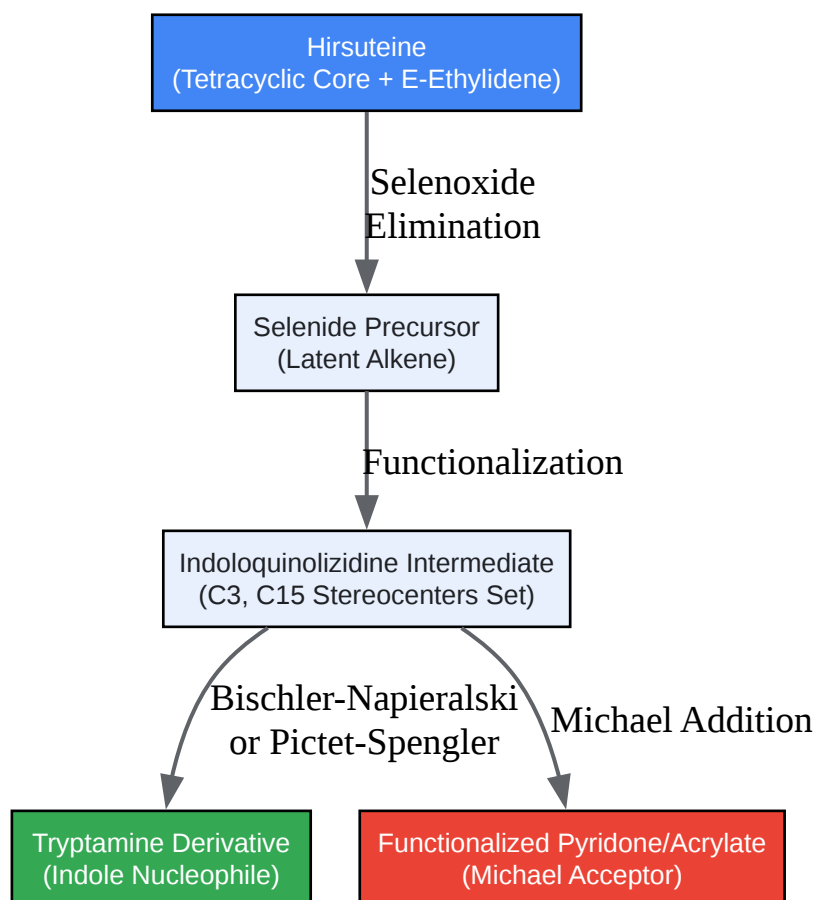 Hirsuteine
(Tetracyclic Core + E-Ethylidene)
Selenoxide
Elimination
Selenide Precursor
(Latent Alkene)
Functionalization
Indoloquinolizidine Intermediate
(C3, C15 Stereocenters Set)
Bischler-Napieralski
or Pictet-Spengler
Michael Addition
Tryptamine Derivative
(Indole Nucleophile)
Functionalized Pyridone/Acrylate
(Michael Acceptor)